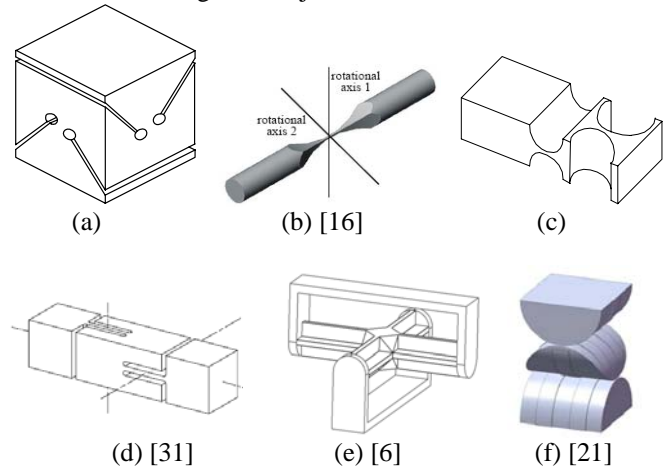 rotational
axis 1
rotational
axis 2
(a)
(b) [16]
(c)
(d) [31]
(e) [6]
(f) [21]